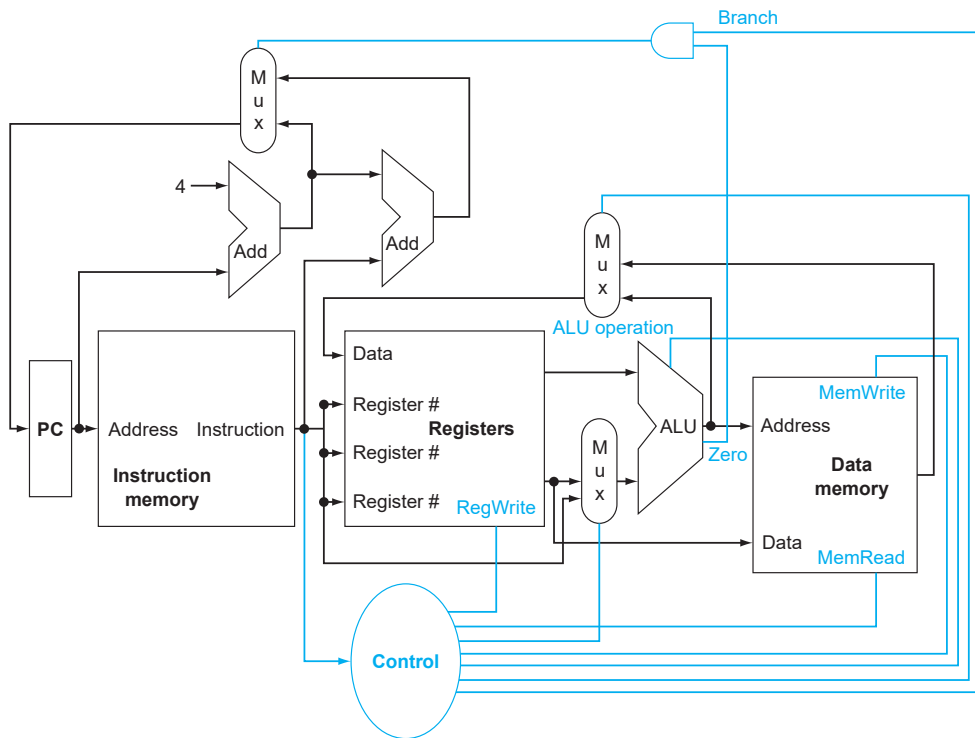 Branch
M
u
x
4
Add
Add
M
u
x
ALU operation
Data
Register #
Registers
Register #
Register #
RegWrite
PC
Address Instruction
Instruction
memory
M
u
x
ALU
Zero
MemWrite
Address
Data
memory
Data
MemRead
Control